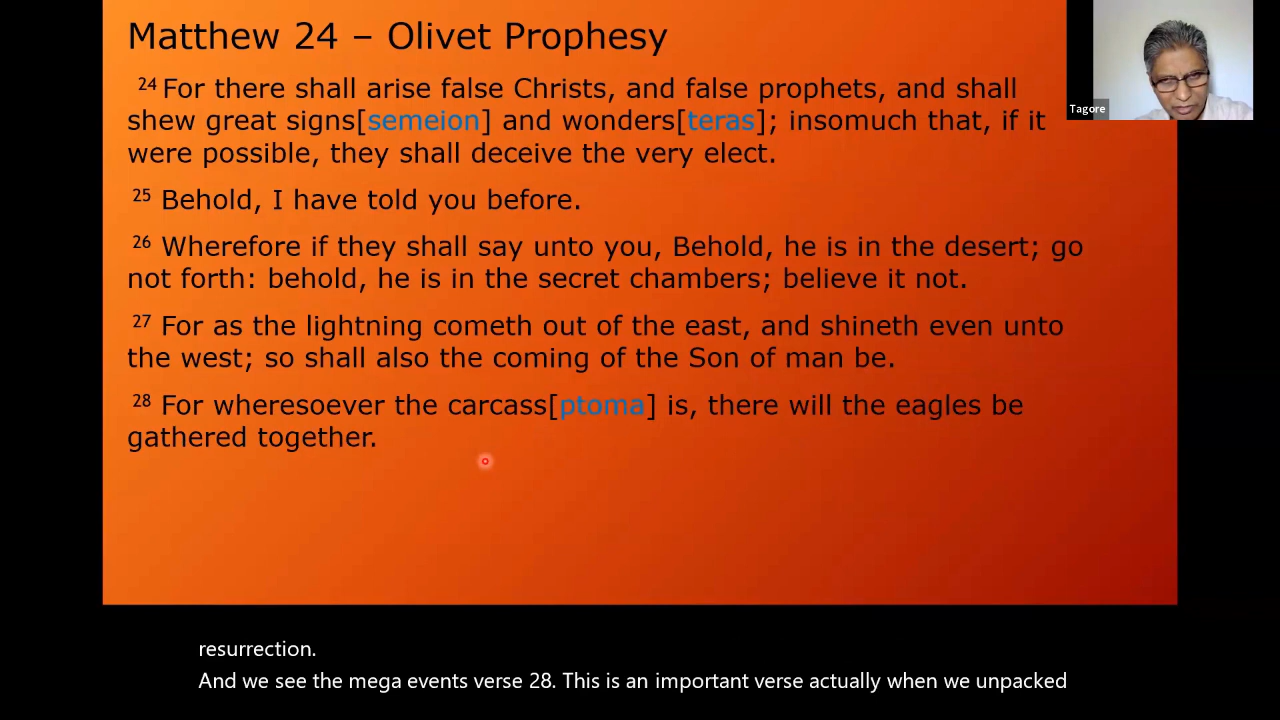 Matthew 24 – Olivet Prophesy
24 For there shall arise false Christs, and false prophets, and shall
shew great signs[semeion] and wonders[teras]; insomuch that, if it
were possible, they shall deceive the very elect.
25 Behold, I have told you before.
26 Wherefore if they shall say unto you, Behold, he is in the desert; go
not forth: behold, he is in the secret chambers; believe it not.
27 For as the lightning cometh out of the east, and shineth even unto
the west; so shall also the coming of the Son of man be.
28 For wheresoever the carcass[ptoma] is, there will the eagles be
gathered together.
Tagore
resurrection.
And we see the mega events verse 28. This is an important verse actually when we unpacked